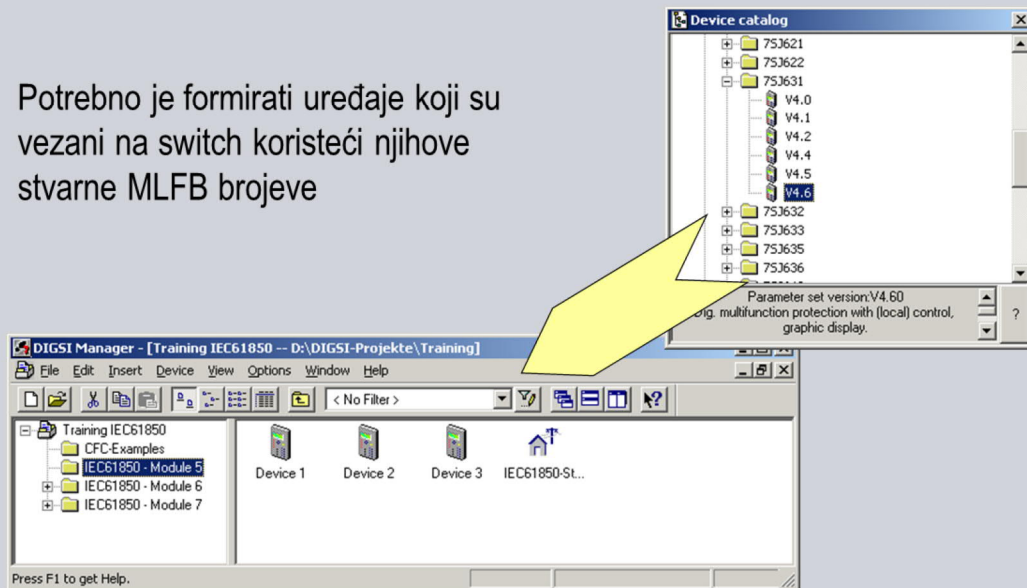 Device catalog
7SJ621
7SJ622
7SJ631
V4.0
V4.1
V4.2
V4.4
V4.5
V4.6
7SJ632
7SJ633
7SJ635
7SJ636
Parameter set version:V4.60
Dig. multifunction protection with (local) control,
graphic display.
?
Potrebno je formirati uređaje koji su
vezani na switch koristeći njihove
stvarne MLFB brojeve
DIGSI Manager - [Training IEC61850 -- D:\DIGSI-Projekte\Training]
File Edit Insert Device View Options Window Help
< No Filter >
Training IEC61850
CFC-Examples
IEC61850 - Module 5
IEC61850 - Module 6
IEC61850 - Module 7
Device 1 Device 2 Device 3 IEC61850-St...
Press F1 to get Help.